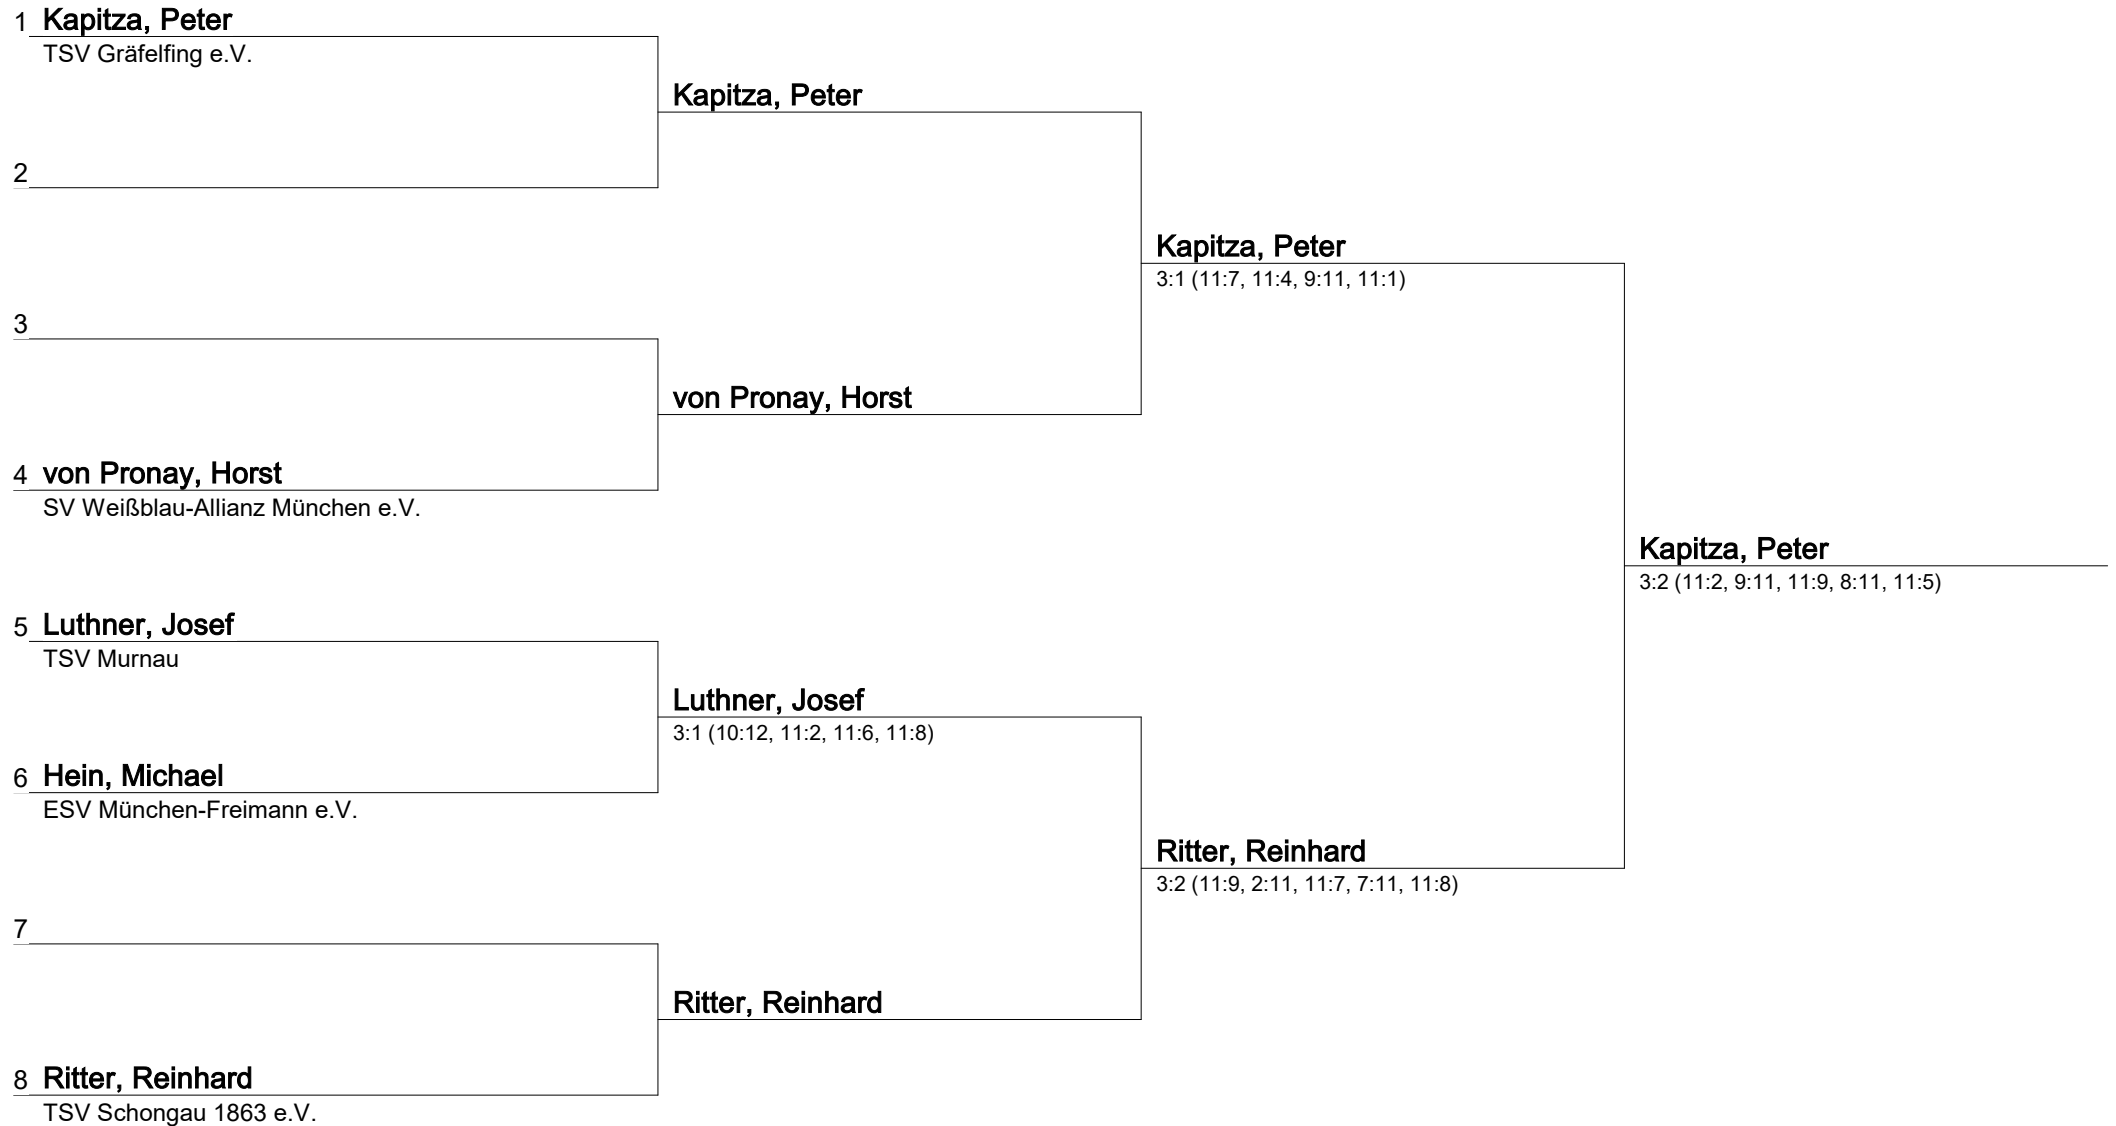 1 Kapitza, Peter
TSV Gräfelfing e.V.
Kapitza, Peter
2
Kapitza, Peter
3:1 (11:7, 11:4, 9:11, 11:1)
3
von Pronay, Horst
4 von Pronay, Horst
SV Weißblau-Allianz München e.V.
Kapitza, Peter
3:2 (11:2, 9:11, 11:9, 8:11, 11:5)
5 Luthner, Josef
TSV Murnau
Luthner, Josef
3:1 (10:12, 11:2, 11:6, 11:8)
6 Hein, Michael
ESV München-Freimann e.V.
Ritter, Reinhard
3:2 (11:9, 2:11, 11:7, 7:11, 11:8)
7
Ritter, Reinhard
8 Ritter, Reinhard
TSV Schongau 1863 e.V.